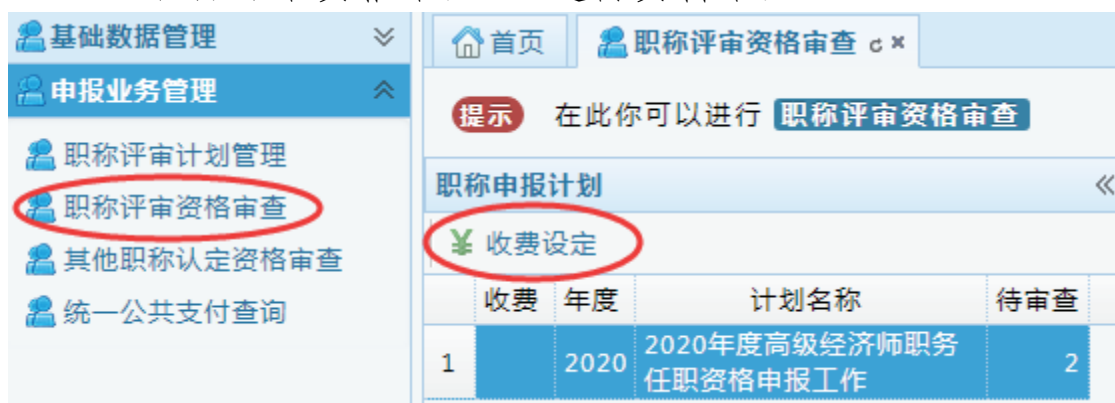 基础数据管理
申报业务管理
职称评审计划管理
职称评审资格审查
其他职称认定资格审查
统一公共支付查询
首页 职称评审资格审查
提示 在此你可以进行 职称评审资格审查
职称申报计划
¥ 收费设定
收费 年度 计划名称 待审查
1 2020 2020年度高级经济师职务
任职资格申报工作 2